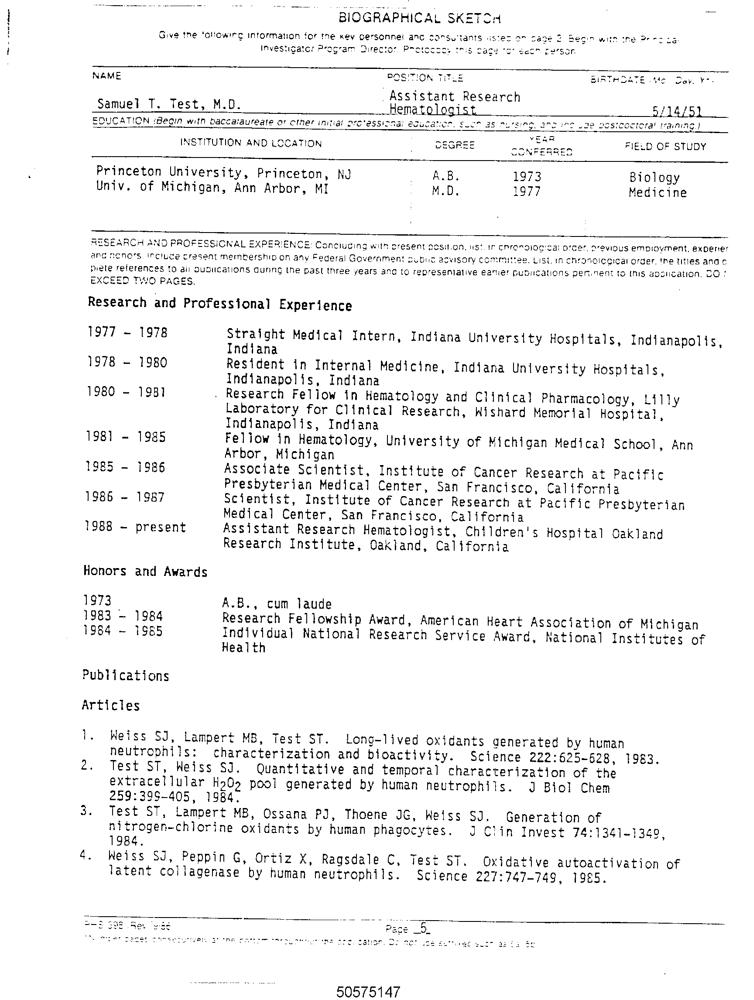 BIOGRAPHICAL SKETCH
Give the following information for the key personnel and consultants listed on page 2. Begin with the Principal
Investigator/Program Director. Photocopy this page for each person.
NAME POSITION TITLE BIRTHDATE (Mo., Day, Yr.)
Samuel T. Test, M.D. Assistant Research Hematologist 5/14/51
EDUCATION (Begin with baccalaureate or other initial professional education, such as nursing, and include postdoctoral training.)
INSTITUTION AND LOCATION DEGREE YEAR CONFERRED FIELD OF STUDY
Princeton University, Princeton, NJ A.B. 1973 Biology
Univ. of Michigan, Ann Arbor, MI M.D. 1977 Medicine
RESEARCH AND PROFESSIONAL EXPERIENCE: Concluding with present position, list, in chronological order, previous employment, experien
and honors. Include present membership on any Federal Government public advisory committee. List, in chronological order, the titles and c
plete references to all publications during the past three years and to representative earlier publications pertinent to this application. DO
EXCEED TWO PAGES.
Research and Professional Experience
1977 - 1978 Straight Medical Intern, Indiana University Hospitals, Indianapolis,
Indiana
1978 - 1980 Resident in Internal Medicine, Indiana University Hospitals,
Indianapolis, Indiana
1980 - 1981 Research Fellow in Hematology and Clinical Pharmacology, Lilly
Laboratory for Clinical Research, Wishard Memorial Hospital,
Indianapolis, Indiana
1981 - 1985 Fellow in Hematology, University of Michigan Medical School, Ann
Arbor, Michigan
1985 - 1986 Associate Scientist, Institute of Cancer Research at Pacific
Presbyterian Medical Center, San Francisco, California
1986 - 1987 Scientist, Institute of Cancer Research at Pacific Presbyterian
Medical Center, San Francisco, California
1988 - present Assistant Research Hematologist, Children's Hospital Oakland
Research Institute, Oakland, California
Honors and Awards
1973 A.B., cum laude
1983 - 1984 Research Fellowship Award, American Heart Association of Michigan
1984 - 1985 Individual National Research Service Award, National Institutes of
Health
Publications
Articles
1. Weiss SJ, Lampert MB, Test ST. Long-lived oxidants generated by human
neutrophils: characterization and bioactivity. Science 222:625-628, 1983.
2. Test ST, Weiss SJ. Quantitative and temporal characterization of the
extracellular H2O2 pool generated by human neutrophils. J Biol Chem
259:399-405, 1984.
3. Test ST, Lampert MB, Ossana PJ, Thoene JG, Weiss SJ. Generation of
nitrogen-chlorine oxidants by human phagocytes. J Clin Invest 74:1341-1349,
1984.
4. Weiss SJ, Peppin G, Ortiz X, Ragsdale C, Test ST. Oxidative autoactivation of
latent collagenase by human neutrophils. Science 227:747-749, 1985.
PHS 398 (Rev. 9/86) Page 5
Number pages consecutively at the bottom throughout the application. Do not use suffixes such as 5a, 5b.
50575147